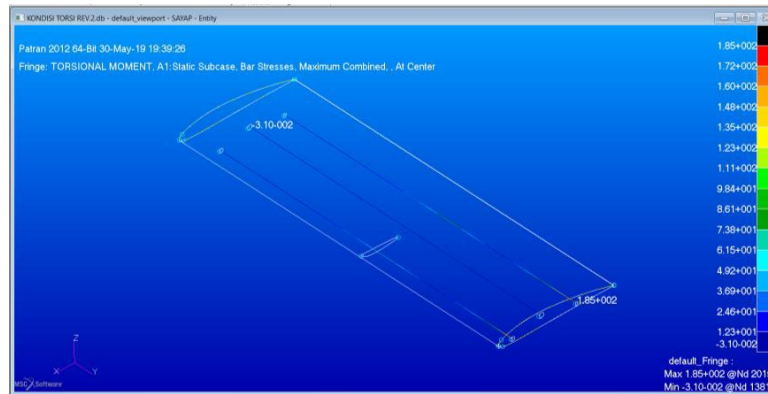 KONDISI TORSI REV.2.db - default_viewport - SAYAP - Entity
Patran 2012 64-Bit 30-May-19 19:39:26
Fringe: TORSIONAL MOMENT, A1:Static Subcase, Bar Stresses, Maximum Combined, , At Center
1.85+002
1.72+002
1.60+002
1.48+002
1.35+002
1.23+002
1.11+002
9.84+001
8.61+001
7.38+001
6.15+001
4.92+001
3.69+001
2.46+001
1.23+001
-3.10-002
-3.10-002
1.85+002
Z
X
Y
MSC Software
default_Fringe :
Max 1.85+002 @Nd 2019
Min -3.10-002 @Nd 1381